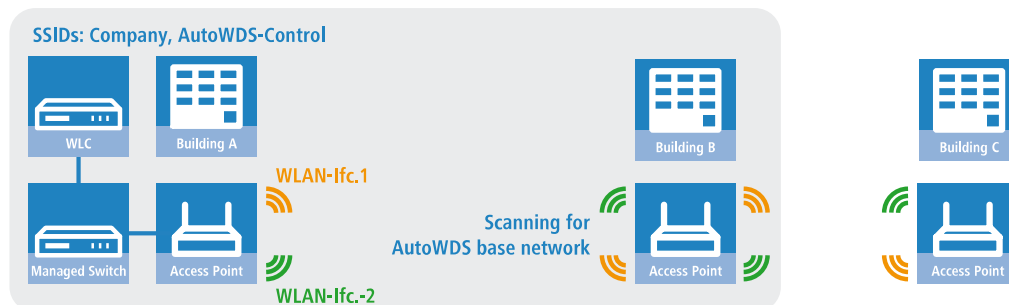 SSIDs: Company, AutoWDS-Control
WLC
Building A
Building B
Building C
WLAN-Ifc.1
Scanning for
AutoWDS base network
Managed Switch
Access Point
Access Point
Access Point
WLAN-Ifc.-2